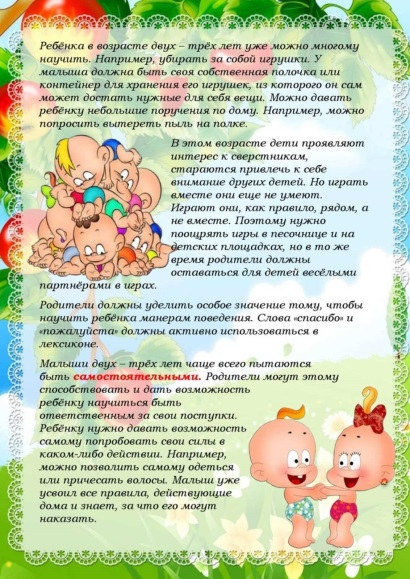 Ребёнка в возрасте двух – трёх лет уже можно многому
научить. Например, убирать за собой игрушки. У
малыша должна быть своя собственная полочка или
контейнер для хранения его игрушек, из которого он сам
может достать нужные для себя вещи. Можно давать
ребёнку небольшие поручения по дому. Например, можно
попросить вытереть пыль на полке.
В этом возрасте дети проявляют
интерес к сверстникам,
стараются привлечь к себе
внимание других детей. Но играть
вместе они еще не умеют.
Играют они, как правило, рядом, а
не вместе. Поэтому нужно
поощрять игры в песочнице и на
детских площадках, но в то же
время родители должны
оставаться для детей весёлыми
партнёрами в играх.
Родители должны уделить особое значение тому, чтобы
научить ребёнка манерам поведения. Слова «спасибо» и
«пожалуйста» должны активно использоваться в
лексиконе.
Малыши двух – трёх лет чаще всего пытаются
быть самостоятельными. Родители могут этому
способствовать и дать возможность
ребёнку научиться быть
ответственным за свои поступки.
Ребёнку нужно давать возможность
самому попробовать свои силы в
каком-либо действии. Например,
можно позволить самому одеться
или причесать волосы. Малыш уже
усвоил все правила, действующие
дома и знает, за что его могут
наказать.